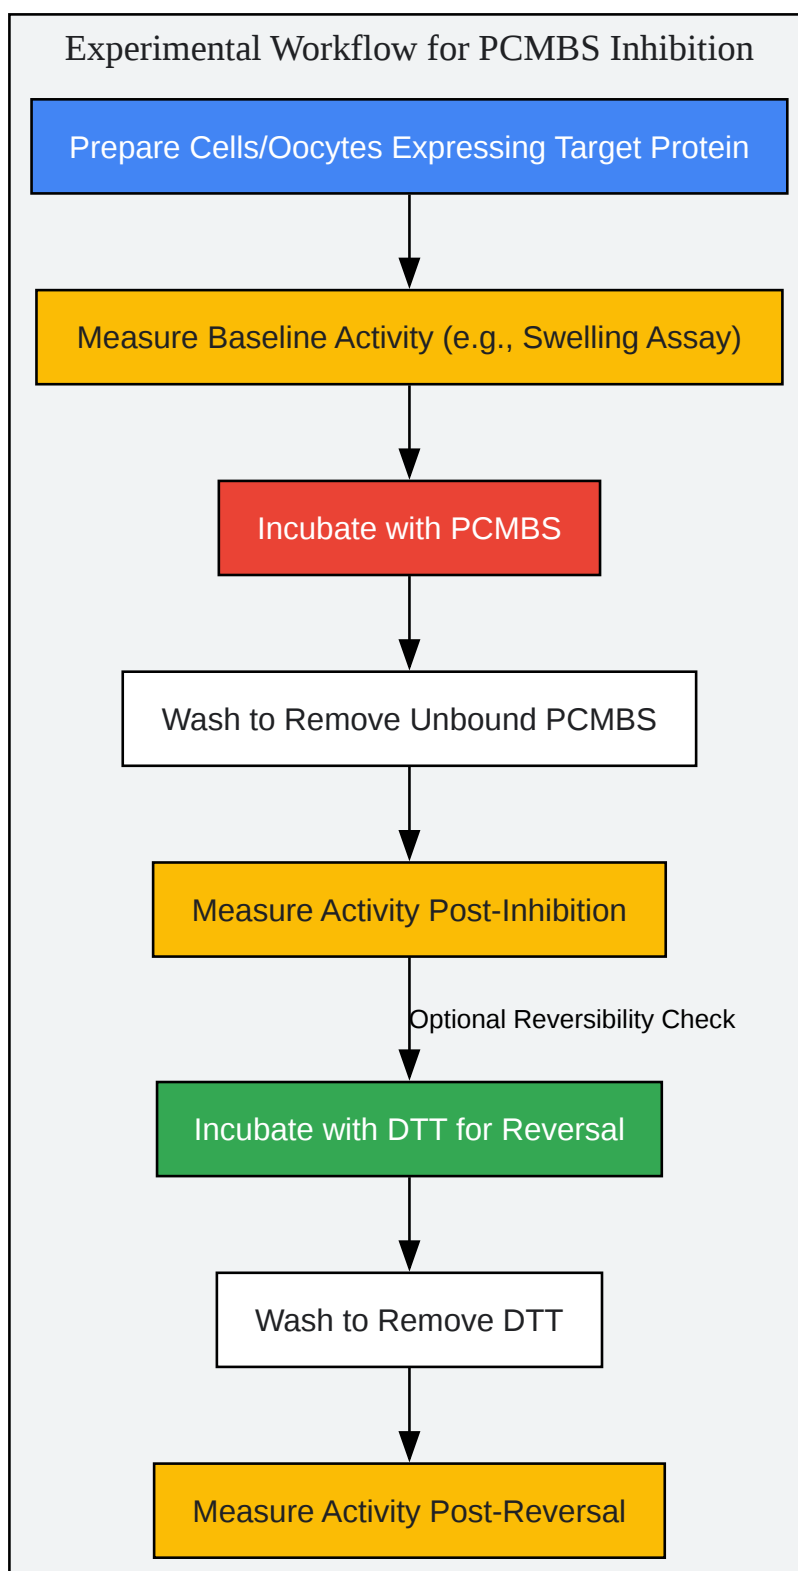 Experimental Workflow for PCMBS Inhibition
Prepare Cells/Oocytes Expressing Target Protein
Measure Baseline Activity (e.g., Swelling Assay)
Incubate with PCMBS
Wash to Remove Unbound PCMBS
Measure Activity Post-Inhibition
Optional Reversibility Check
Incubate with DTT for Reversal
Wash to Remove DTT
Measure Activity Post-Reversal